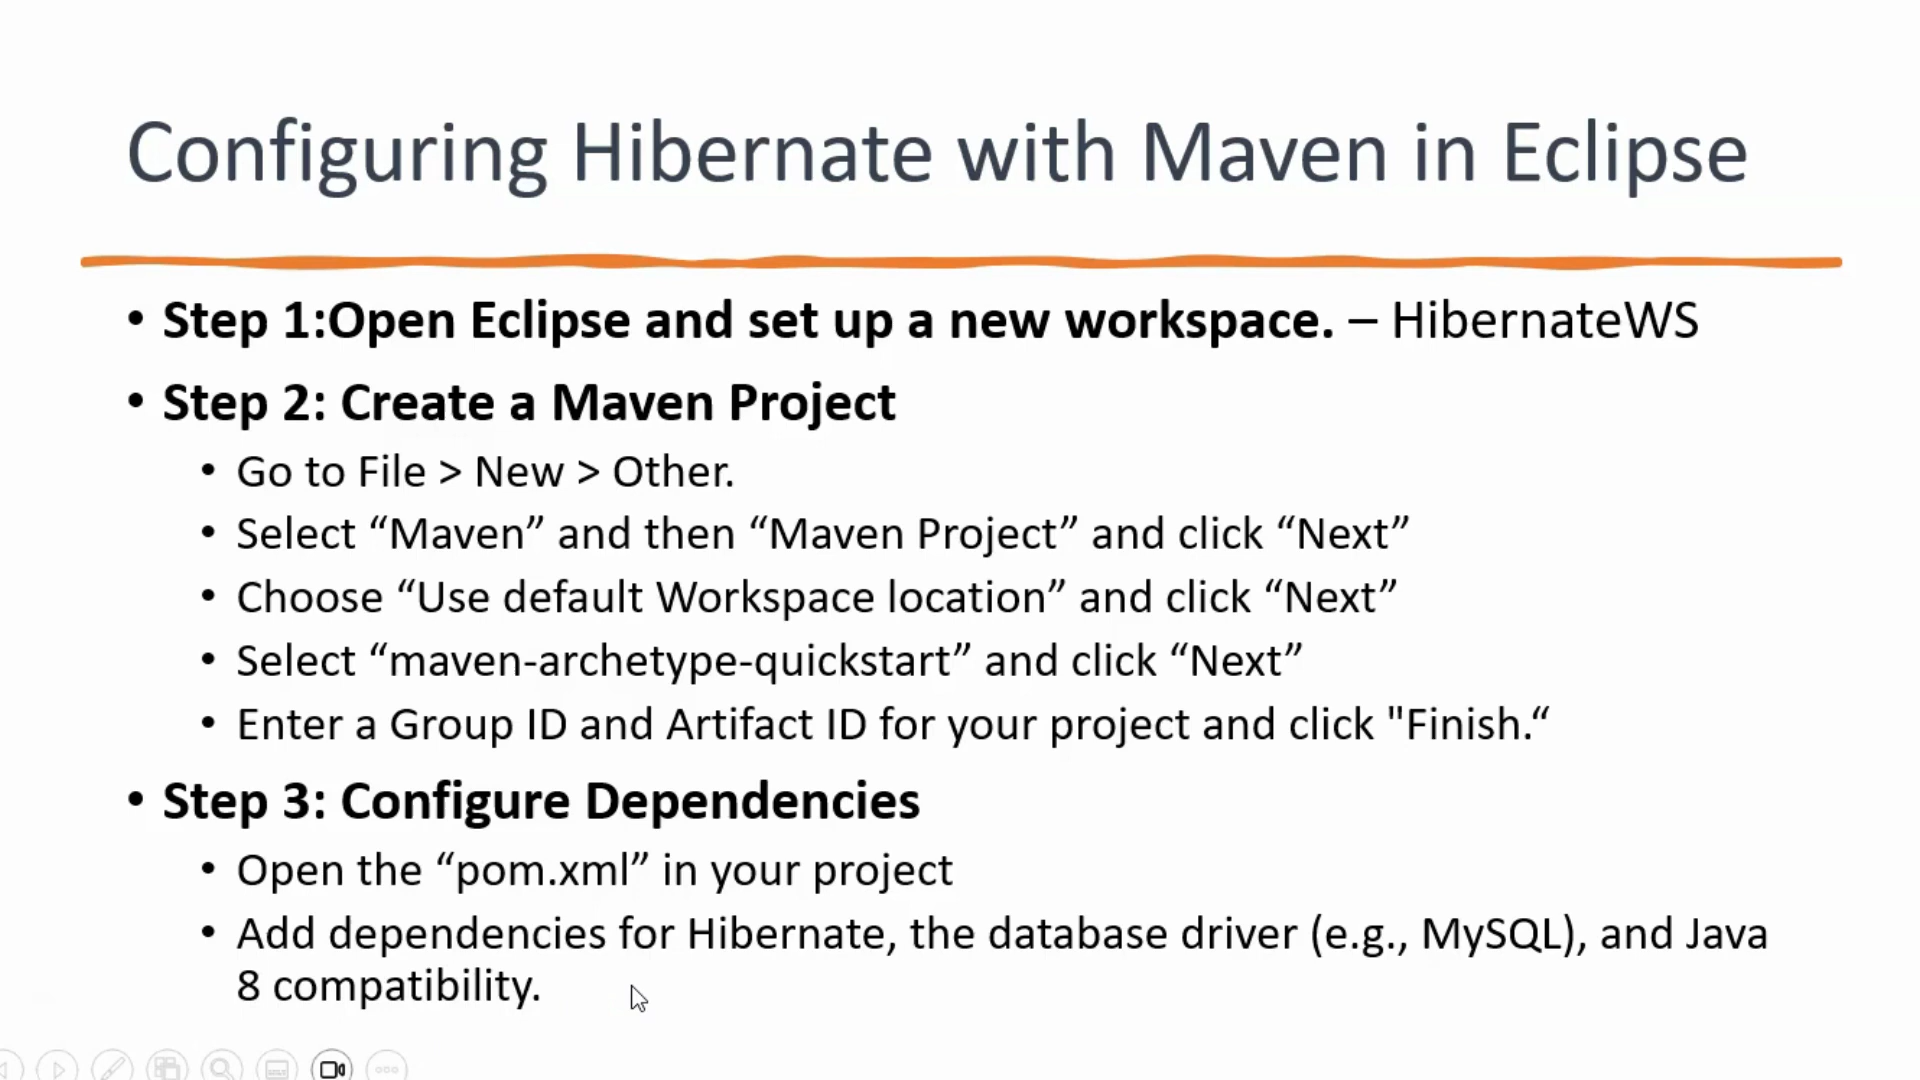 Configuring Hibernate with Maven in Eclipse
• Step 1:Open Eclipse and set up a new workspace. – HibernateWS
• Step 2: Create a Maven Project
• Go to File > New > Other.
• Select “Maven” and then “Maven Project” and click “Next”
• Choose “Use default Workspace location” and click “Next”
• Select “maven-archetype-quickstart” and click “Next”
• Enter a Group ID and Artifact ID for your project and click "Finish.“
• Step 3: Configure Dependencies
• Open the “pom.xml” in your project
• Add dependencies for Hibernate, the database driver (e.g., MySQL), and Java
8 compatibility.